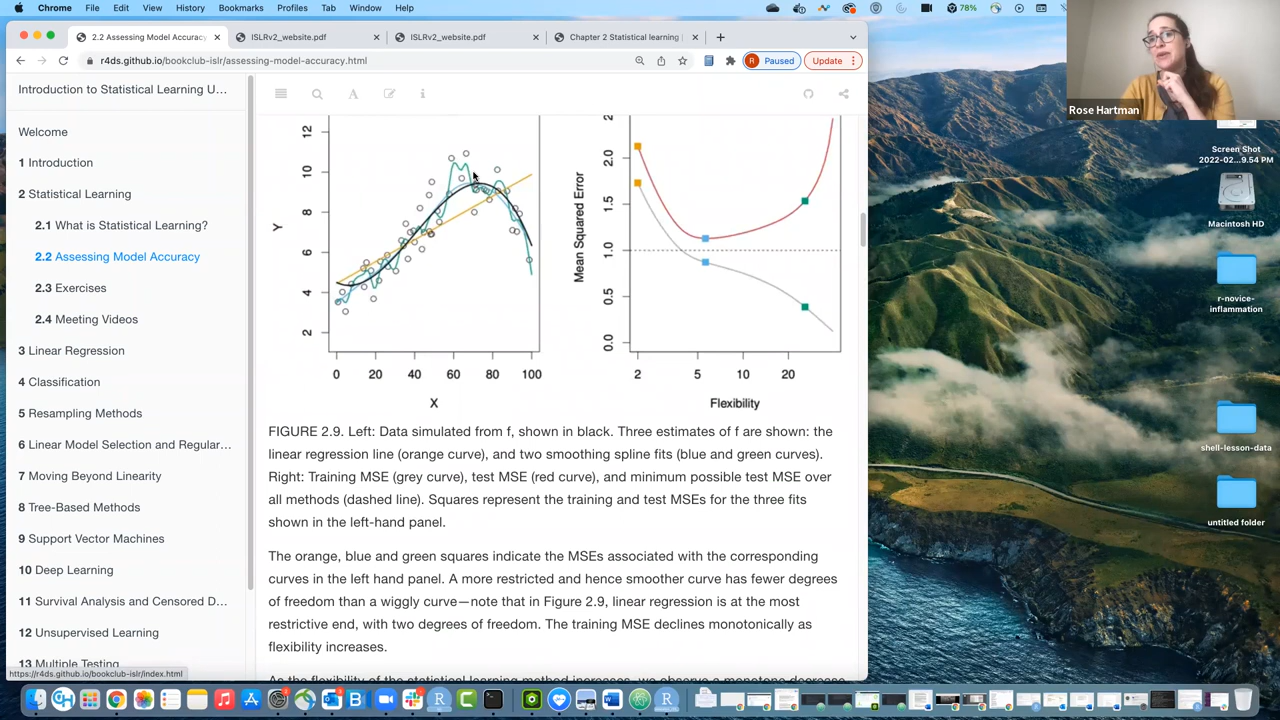 Chrome File Edit View History Bookmarks Profiles Tab Window Help
78%
2.2 Assessing Model Accuracy
ISLRv2_website.pdf
ISLRv2_website.pdf
Chapter 2 Statistical learning
r4ds.github.io/bookclub-islr/assessing-model-accuracy.html
R Paused
Update
Introduction to Statistical Learning U...
Welcome
1 Introduction
2 Statistical Learning
2.1 What is Statistical Learning?
2.2 Assessing Model Accuracy
2.3 Exercises
2.4 Meeting Videos
3 Linear Regression
4 Classification
5 Resampling Methods
6 Linear Model Selection and Regular...
7 Moving Beyond Linearity
8 Tree-Based Methods
9 Support Vector Machines
10 Deep Learning
11 Survival Analysis and Censored D...
12 Unsupervised Learning
13 Multiple Testing
https://r4ds.github.io/bookclub-islr/index.html
12
10
8
6
4
2
Y
0 20 40 60 80 100
X
2.0
1.5
1.0
0.5
0.0
Mean Squared Error
2 5 10 20
Flexibility
FIGURE 2.9. Left: Data simulated from f, shown in black. Three estimates of f are shown: the
linear regression line (orange curve), and two smoothing spline fits (blue and green curves).
Right: Training MSE (grey curve), test MSE (red curve), and minimum possible test MSE over
all methods (dashed line). Squares represent the training and test MSEs for the three fits
shown in the left-hand panel.
The orange, blue and green squares indicate the MSEs associated with the corresponding
curves in the left hand panel. A more restricted and hence smoother curve has fewer degrees
of freedom than a wiggly curve—note that in Figure 2.9, linear regression is at the most
restrictive end, with two degrees of freedom. The training MSE declines monotonically as
flexibility increases.
Rose Hartman
Screen Shot
2022-02...9.54 PM
Macintosh HD
r-novice-
inflammation
shell-lesson-data
untitled folder